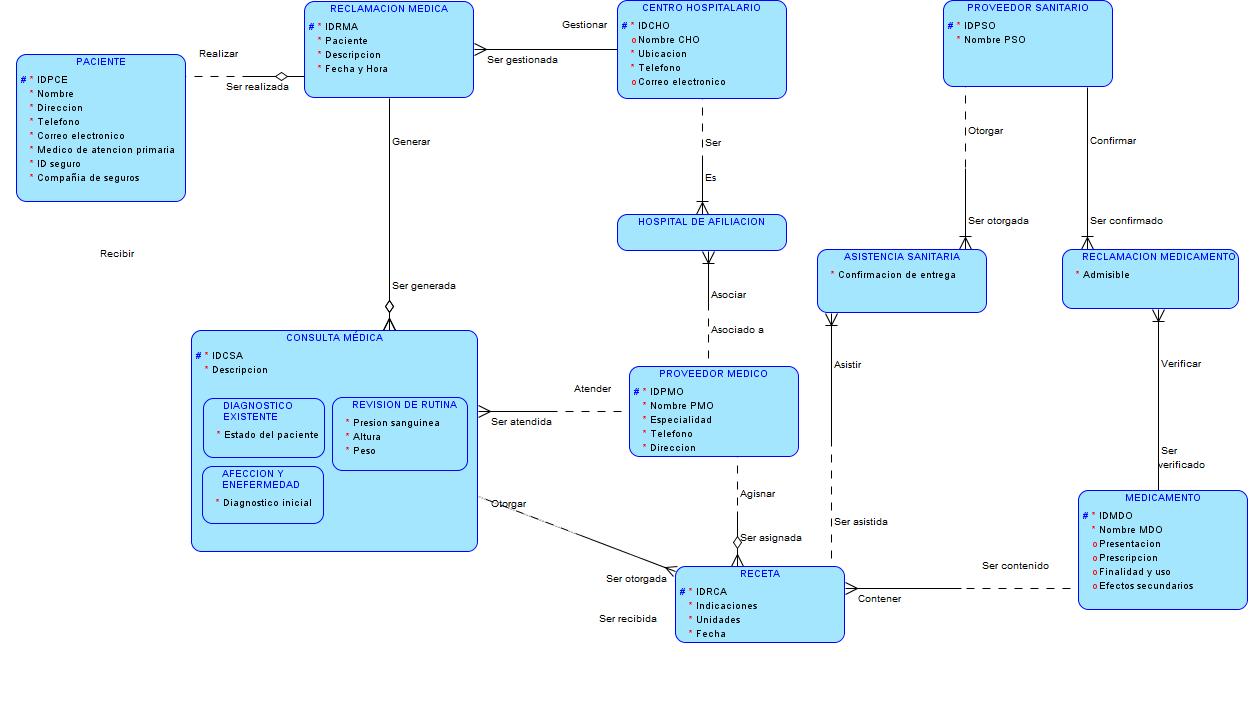 RECLAMACION MEDICA
# * IDRMA
* Paciente
* Descripcion
* Fecha y Hora
CENTRO HOSPITALARIO
# * IDCHO
o Nombre CHO
* Ubicacion
* Telefono
o Correo electronico
PROVEEDOR SANITARIO
# * IDPSO
* Nombre PSO
Gestionar
Ser gestionada
Realizar
Ser realizada
PACIENTE
# * IDPCE
* Nombre
* Direccion
* Telefono
* Correo electronico
* Medico de atencion primaria
* ID seguro
* Compañia de seguros
Generar
Ser generada
Ser
Es
Otorgar
Ser otorgada
Confirmar
Ser confirmado
Recibir
HOSPITAL DE AFILIACION
ASISTENCIA SANITARIA
* Confirmacion de entrega
RECLAMACION MEDICAMENTO
* Admisible
Asociar
Asociado a
CONSULTA MÉDICA
# * IDCSA
* Descripcion
DIAGNOSTICO
EXISTENTE
* Estado del paciente
REVISION DE RUTINA
* Presion sanguinea
* Altura
* Peso
AFECCION Y
ENEFERMEDAD
* Diagnostico inicial
Atender
Ser atendida
PROVEEDOR MEDICO
# * IDPMO
* Nombre PMO
* Especialidad
* Telefono
* Direccion
Asistir
Ser asistida
Verificar
Ser
verificado
Agisnar
Ser asignada
Otorgar
Ser otorgada
Ser recibida
MEDICAMENTO
# * IDMDO
* Nombre MDO
o Presentacion
o Prescripcion
o Finalidad y uso
o Efectos secundarios
Ser contenido
Contener
RECETA
# * IDRCA
* Indicaciones
* Unidades
* Fecha